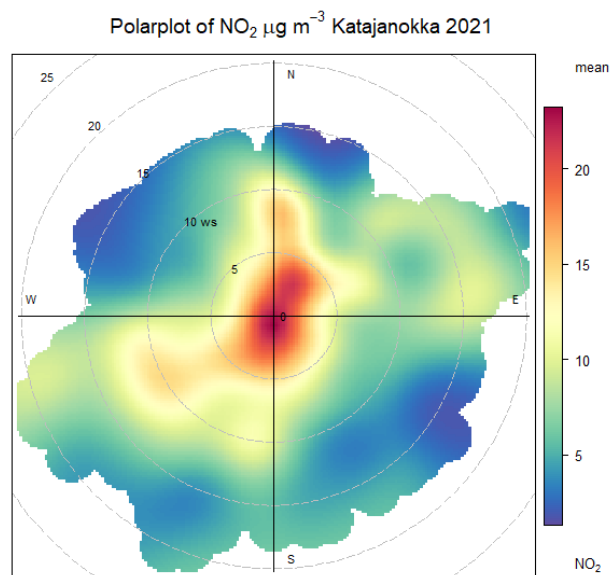 Polarplot of NO₂ μg m⁻³ Katajanokka 2021
mean
25
N
20
20
15
10 ws
15
5
W
0
E
10
5
S
NO₂